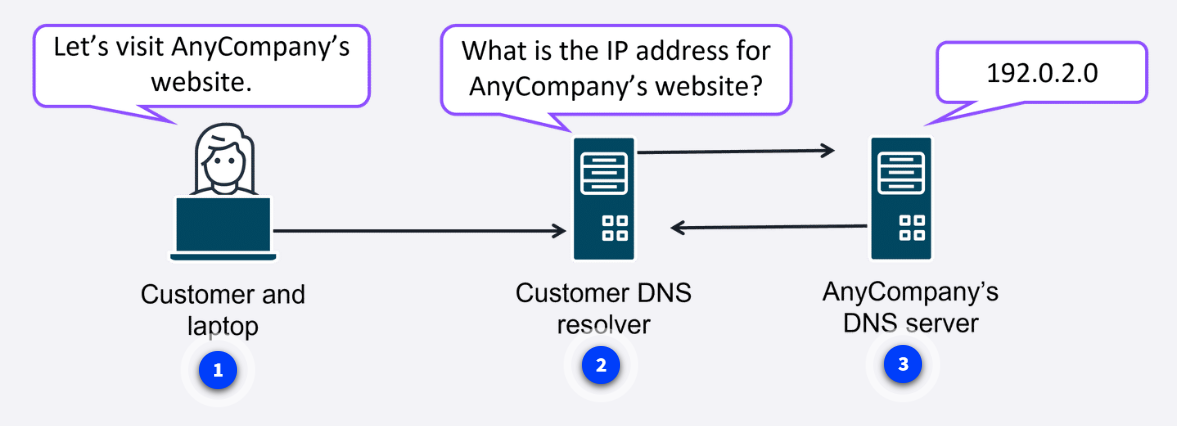 Let’s visit AnyCompany’s
website.
What is the IP address for
AnyCompany’s website?
192.0.2.0
Customer and
laptop
Customer DNS
resolver
AnyCompany’s
DNS server
1
2
3